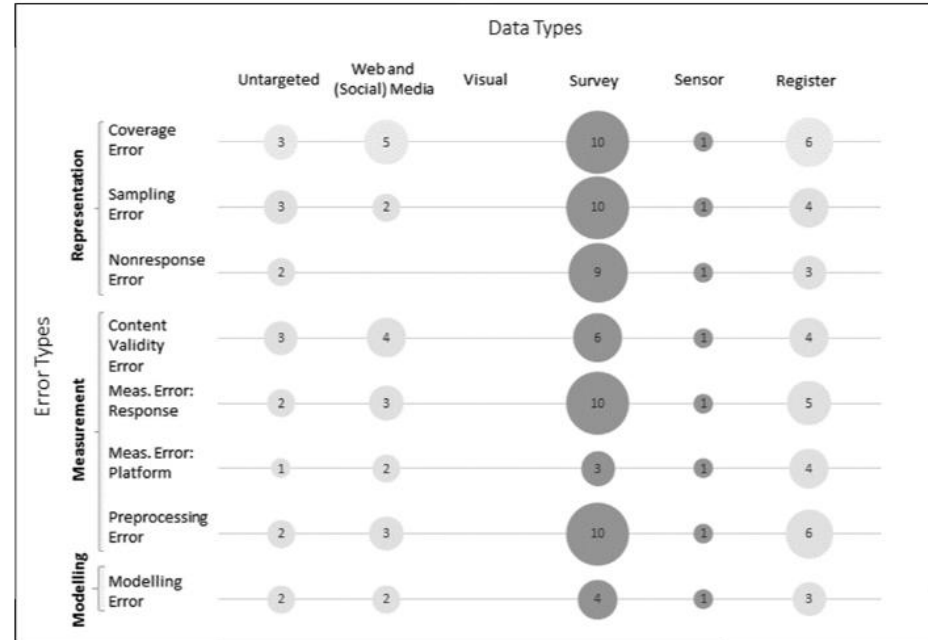 Data Types
Untargeted
Web and
(Social) Media
Visual
Survey
Sensor
Register
Error Types
Representation
Coverage
Error
3
5
10
1
6
Sampling
Error
3
2
10
1
4
Nonresponse
Error
2
9
1
3
Measurement
Content
Validity
Error
3
4
6
1
4
Meas. Error:
Response
2
3
10
1
5
Meas. Error:
Platform
1
2
3
1
4
Preprocessing
Error
2
3
10
1
6
Modelling
Modelling
Error
2
2
4
1
3